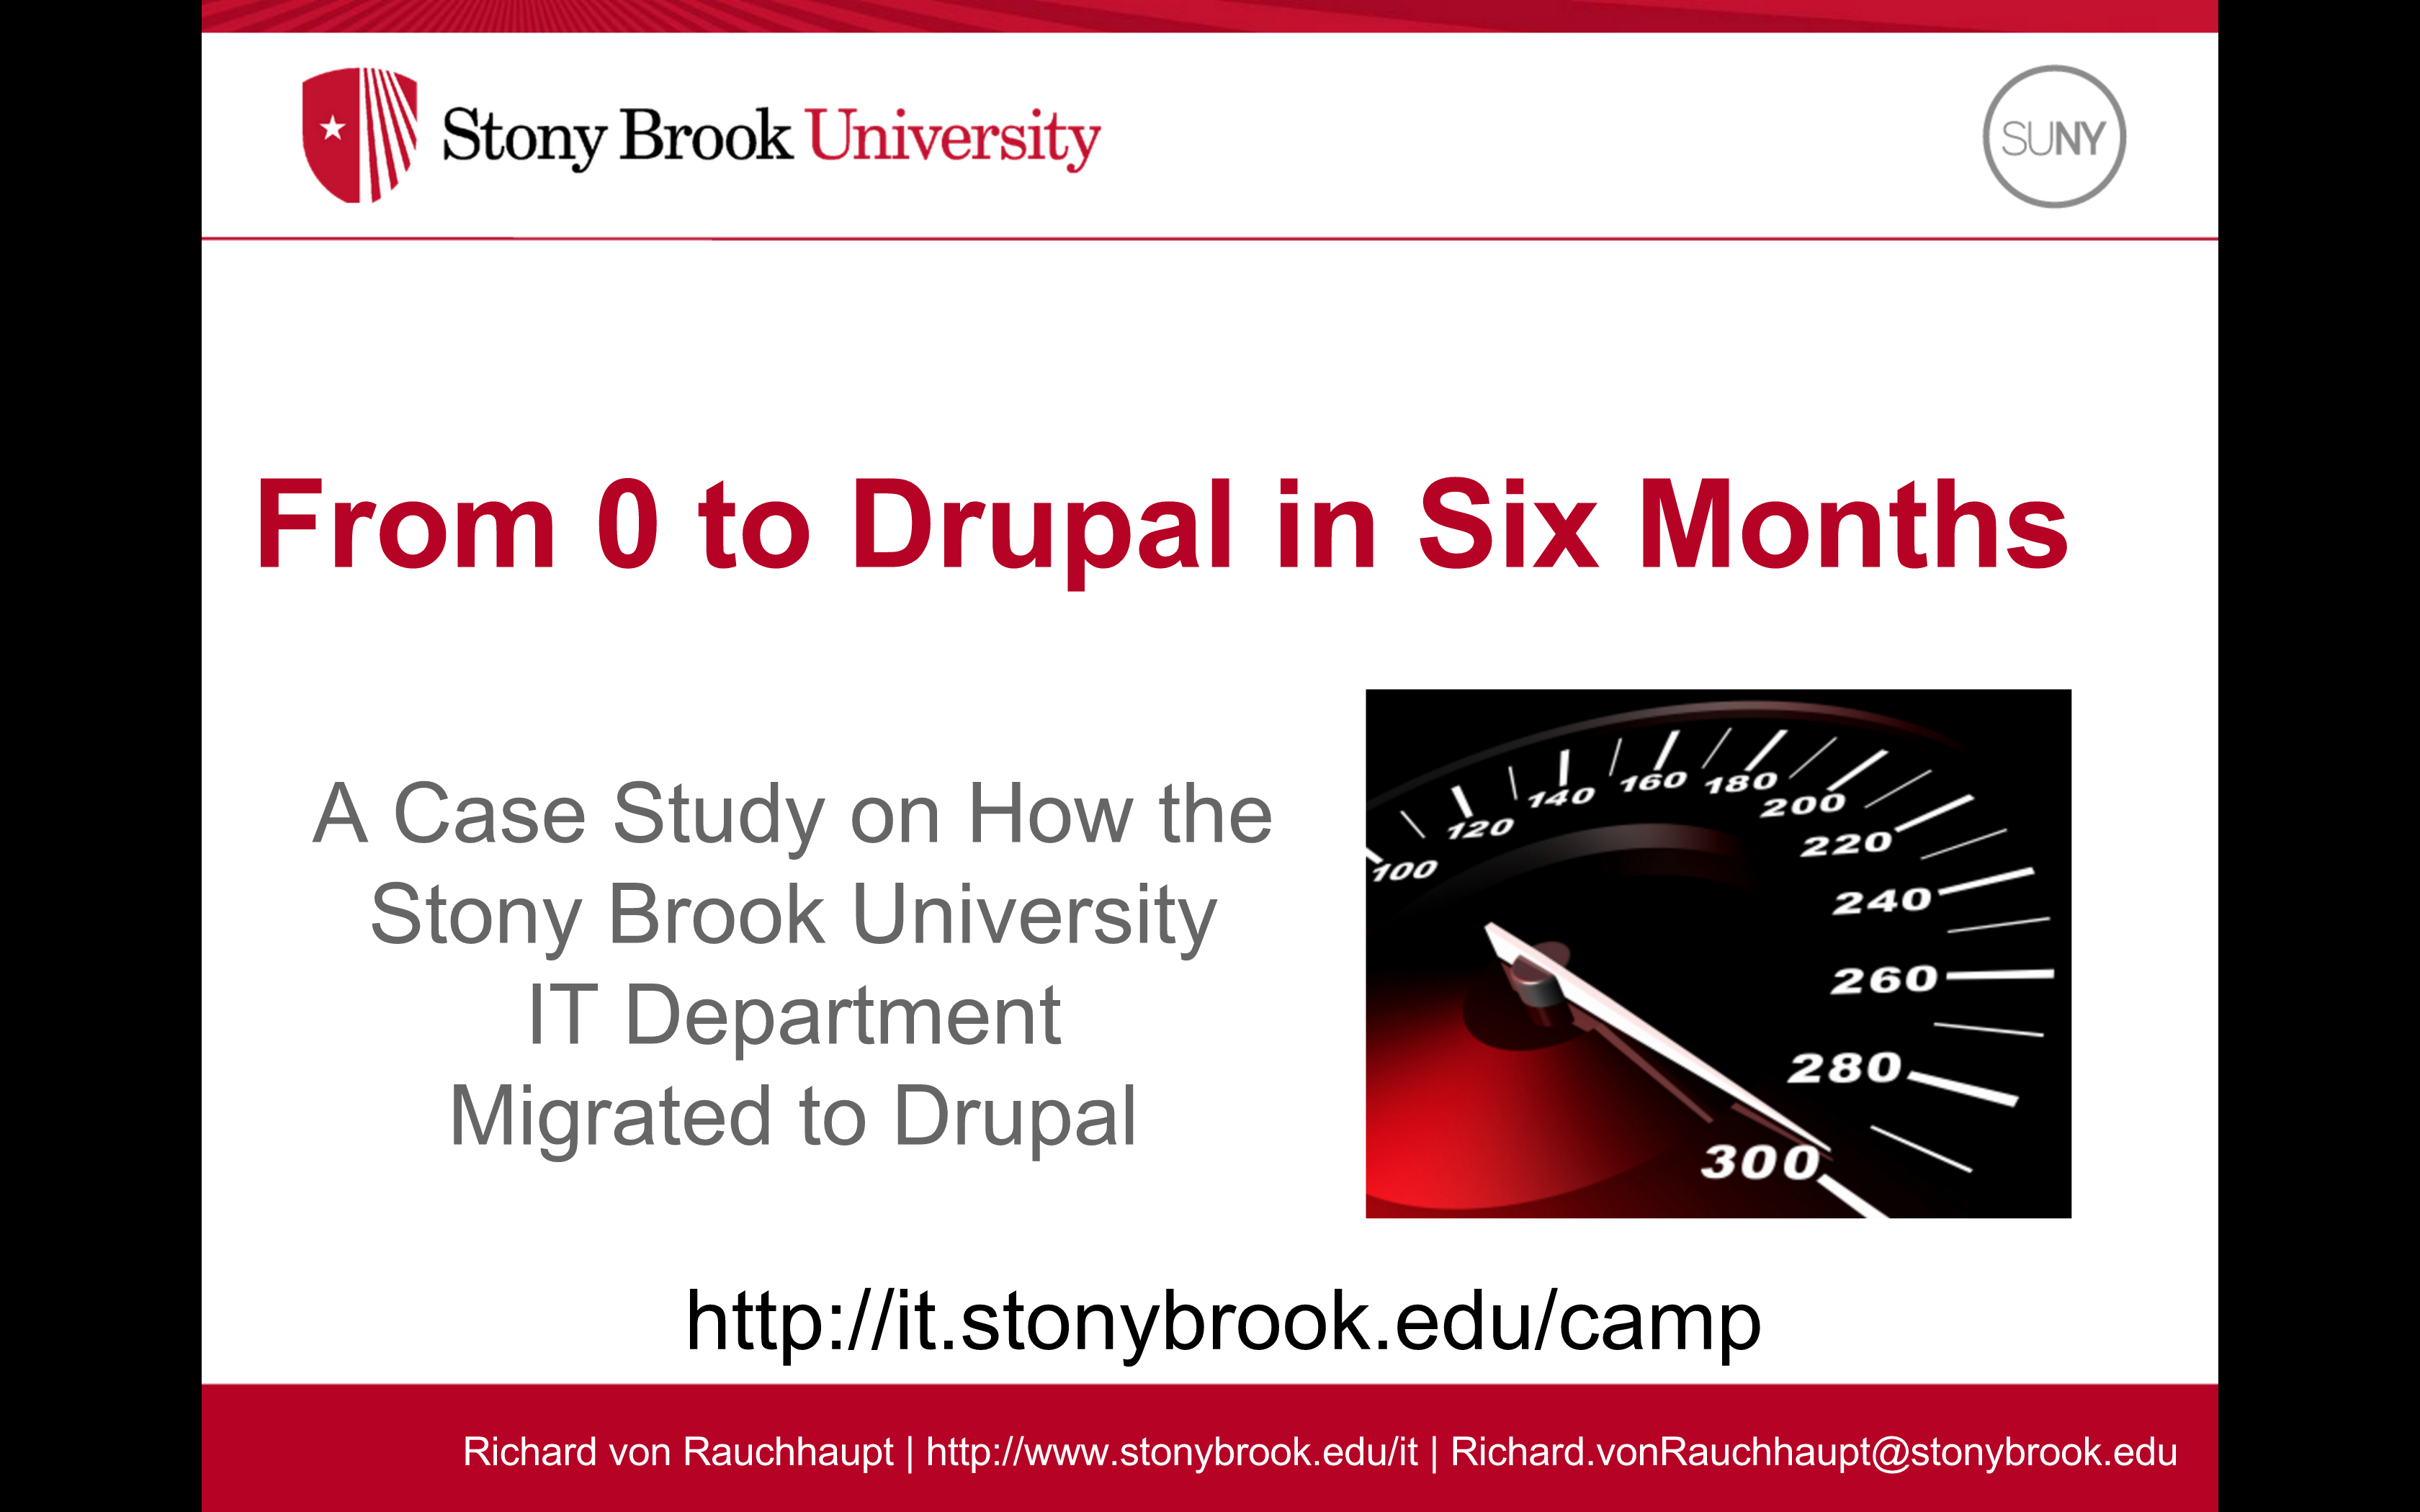 Stony Brook University
SUNY
From 0 to Drupal in Six Months
A Case Study on How the
Stony Brook University
IT Department
Migrated to Drupal
100
120
140
160
180
200
220
240
260
280
300
http://it.stonybrook.edu/camp
Richard von Rauchhaupt | http://www.stonybrook.edu/it | Richard.vonRauchhaupt@stonybrook.edu